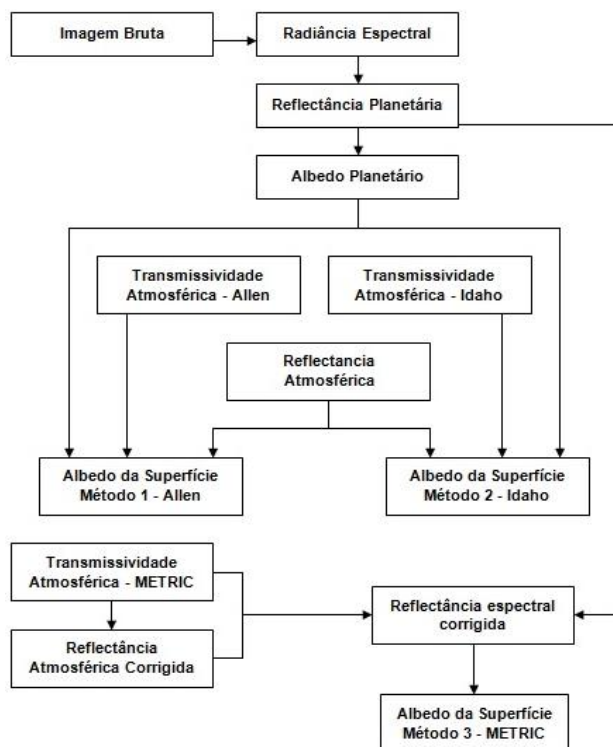 Imagem Bruta
Radiância Espectral
Reflectância Planetária
Albedo Planetário
Transmissividade
Atmosférica - Allen
Transmissividade
Atmosférica - Idaho
Reflectancia
Atmosférica
Albedo da Superfície
Método 1 - Allen
Albedo da Superfície
Método 2 - Idaho
Transmissividade
Atmosférica - METRIC
Reflectância
Atmosférica Corrigida
Reflectância espectral
corrigida
Albedo da Superfície
Método 3 - METRIC